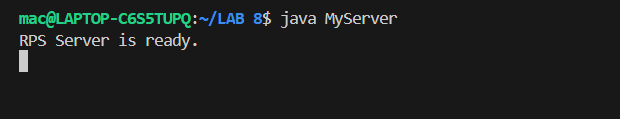 mac@LAPTOP-C6S5TUPQ:~/LAB 8$ java MyServer
RPS Server is ready.